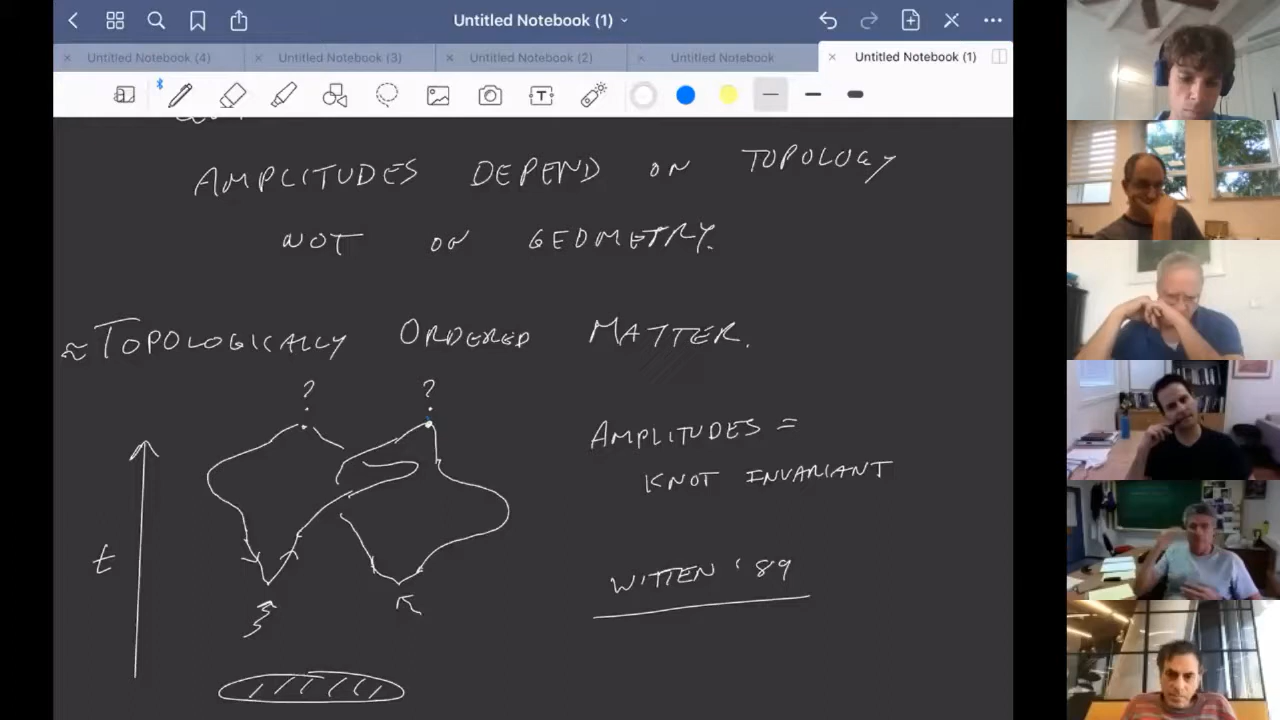 Untitled Notebook (1)
Untitled Notebook (4)
Untitled Notebook (3)
Untitled Notebook (2)
Untitled Notebook
Untitled Notebook (1)
T
AMPLITUDES DEPEND ON TOPOLOGY
NOT ON GEOMETRY.
≈ TOPOLOGICALLY ORDERED MATTER.
? ?
AMPLITUDES =
KNOT INVARIANT
t
WITTEN '89